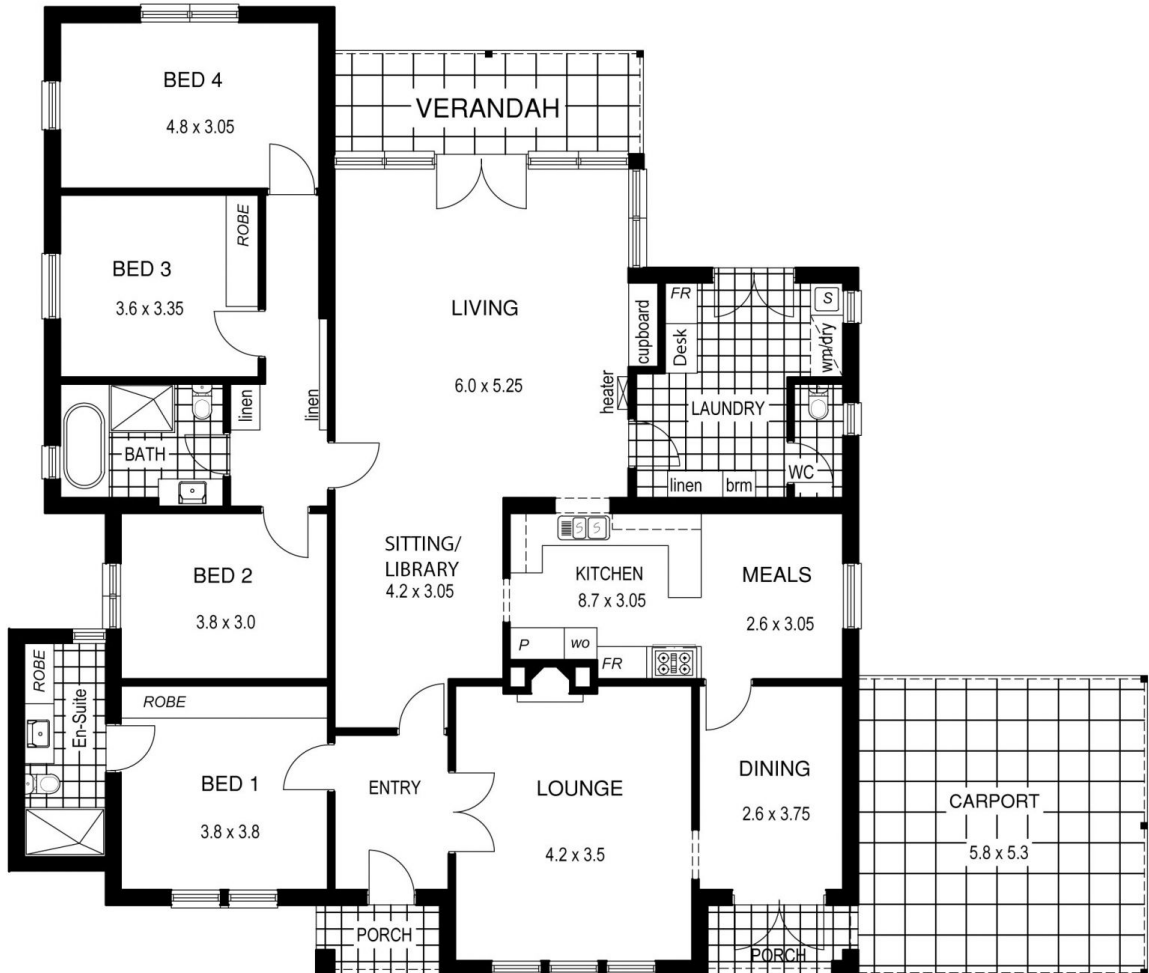 BED 4
4.8 x 3.05
VERANDAH
ROBE
BED 3
3.6 x 3.35
LIVING
6.0 x 5.25
cupboard
FR
Desk
S
wm/dry
heater
LAUNDRY
linen
linen
BATH
WC
linen
brm
SITTING/
LIBRARY
4.2 x 3.05
S S
KITCHEN
8.7 x 3.05
MEALS
2.6 x 3.05
BED 2
3.8 x 3.0
P
wo
FR
ROBE
En-Suite
ROBE
BED 1
3.8 x 3.8
ENTRY
LOUNGE
4.2 x 3.5
DINING
2.6 x 3.75
CARPORT
5.8 x 5.3
PORCH
PORCH